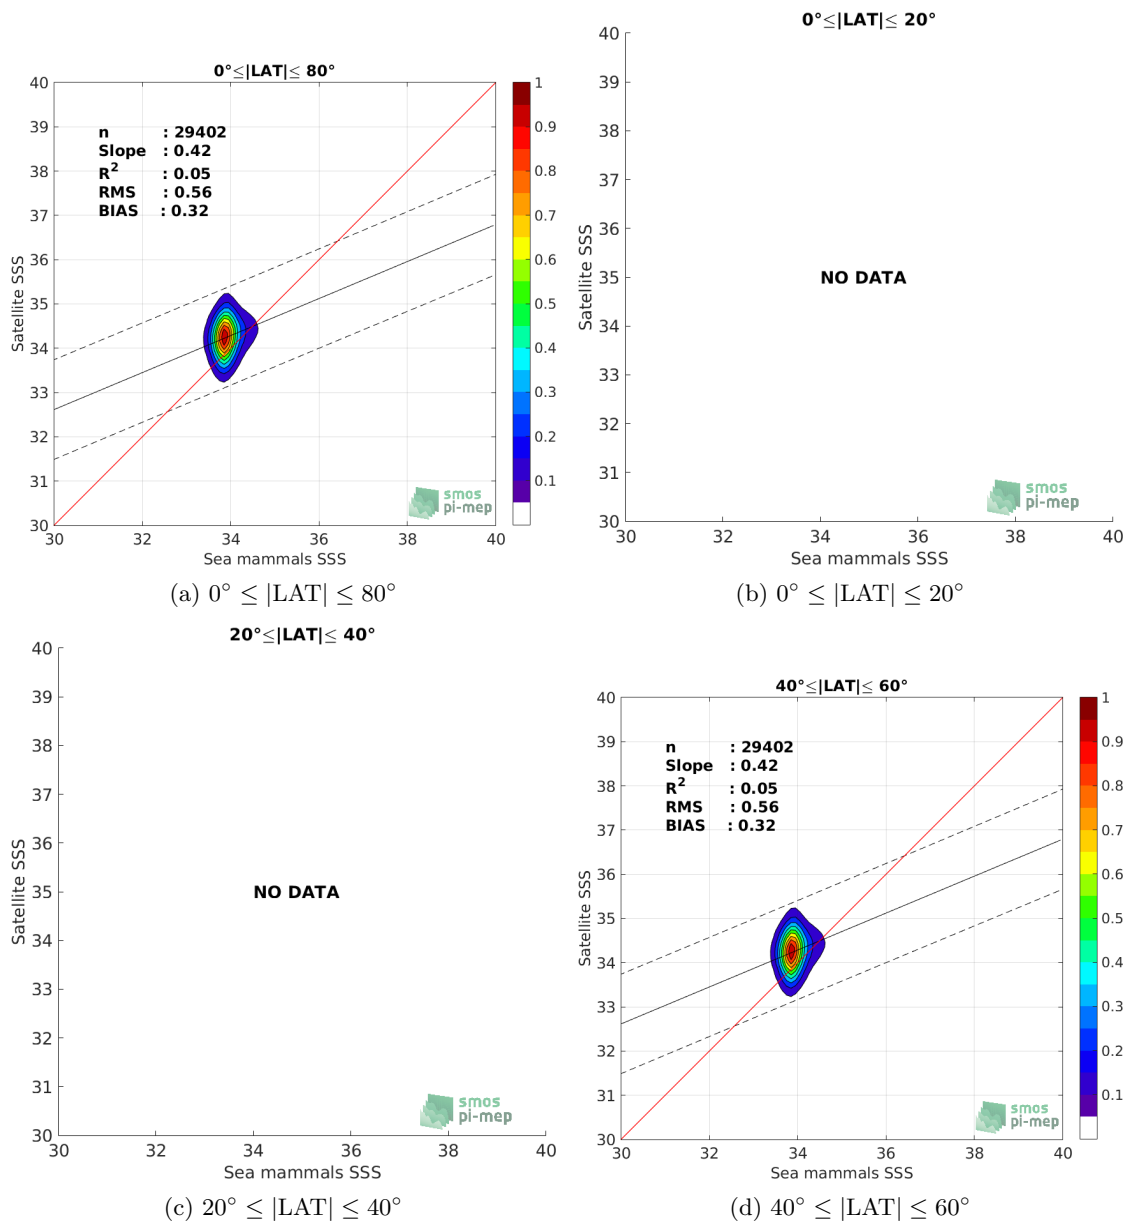 0°≤|LAT|≤ 80°
40
39
38
37
36
35
34
33
32
31
30
Satellite SSS
n : 29402
Slope : 0.42
R² : 0.05
RMS : 0.56
BIAS : 0.32
1
0.9
0.8
0.7
0.6
0.5
0.4
0.3
0.2
0.1
smos
pi-mep
30 32 34 36 38 40
Sea mammals SSS
(a) 0° ≤ |LAT| ≤ 80°
0°≤|LAT|≤ 20°
40
39
38
37
36
35
34
33
32
31
30
Satellite SSS
NO DATA
smos
pi-mep
30 32 34 36 38 40
Sea mammals SSS
(b) 0° ≤ |LAT| ≤ 20°
20°≤|LAT|≤ 40°
40
39
38
37
36
35
34
33
32
31
30
Satellite SSS
NO DATA
smos
pi-mep
30 32 34 36 38 40
Sea mammals SSS
(c) 20° ≤ |LAT| ≤ 40°
40°≤|LAT|≤ 60°
40
39
38
37
36
35
34
33
32
31
30
Satellite SSS
n : 29402
Slope : 0.42
R² : 0.05
RMS : 0.56
BIAS : 0.32
1
0.9
0.8
0.7
0.6
0.5
0.4
0.3
0.2
0.1
smos
pi-mep
30 32 34 36 38 40
Sea mammals SSS
(d) 40° ≤ |LAT| ≤ 60°